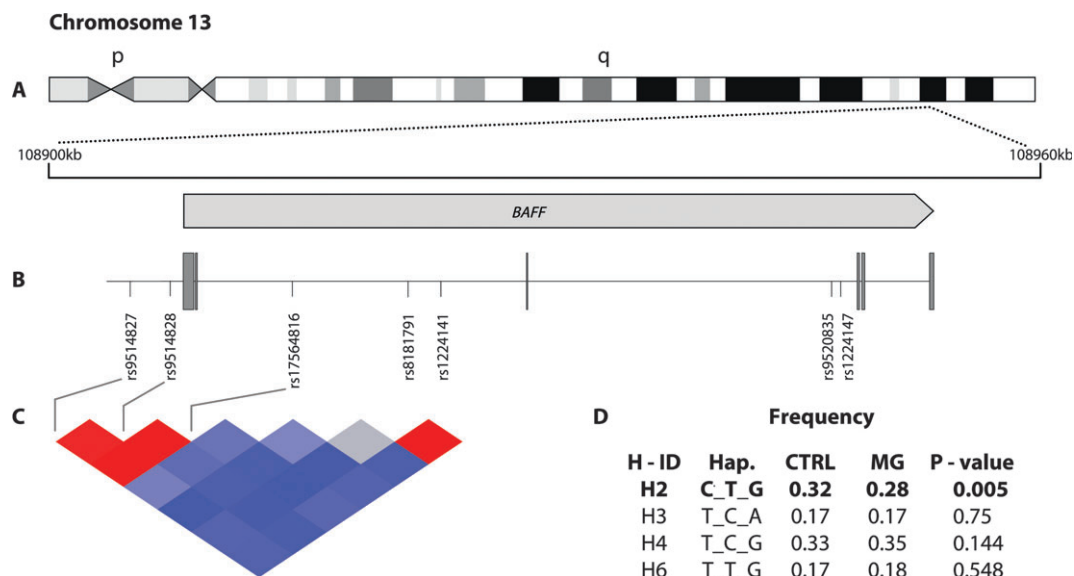 Chromosome 13
p q
A
108900kb 108960kb
BAFF
B
rs9514827 rs9514828 rs17564816 rs8181791 rs1224141 rs9520835 rs1224147
C D Frequency
H - ID Hap. CTRL MG P - value
H2 C_T_G 0.32 0.28 0.005
H3 T_C_A 0.17 0.17 0.75
H4 T_C_G 0.33 0.35 0.144
H6 T_T_G 0.17 0.18 0.548